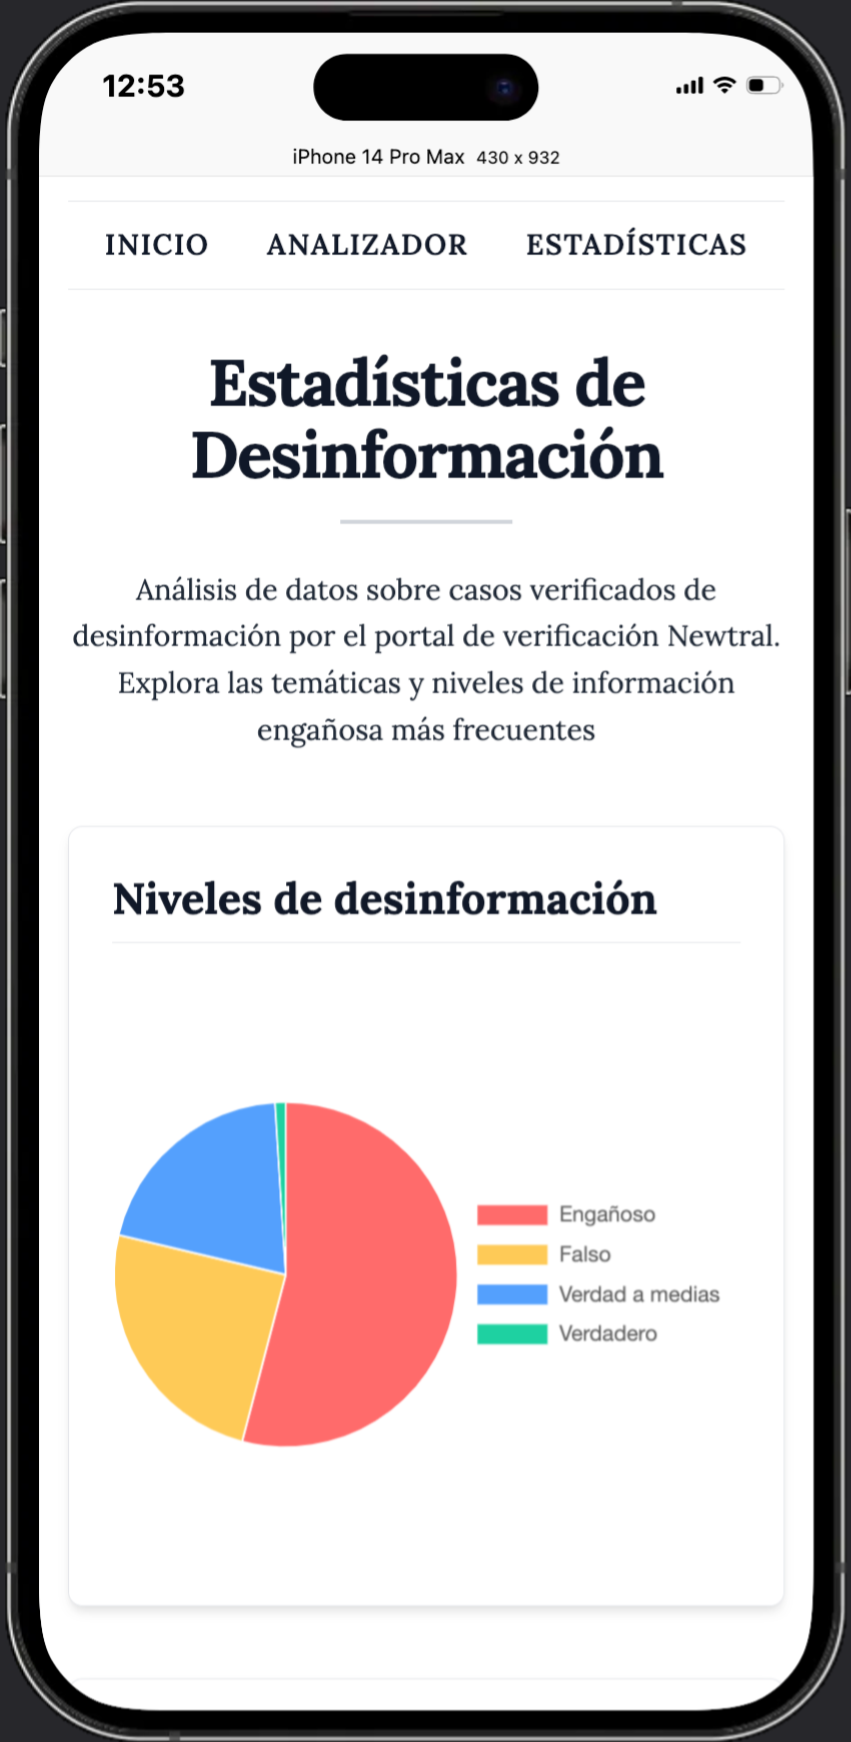 12:53
iPhone 14 Pro Max 430 x 932
INICIO ANALIZADOR ESTADÍSTICAS
Estadísticas de
Desinformación
Análisis de datos sobre casos verificados de
desinformación por el portal de verificación Newtral.
Explora las temáticas y niveles de información
engañosa más frecuentes
Niveles de desinformación
Engañoso
Falso
Verdad a medias
Verdadero